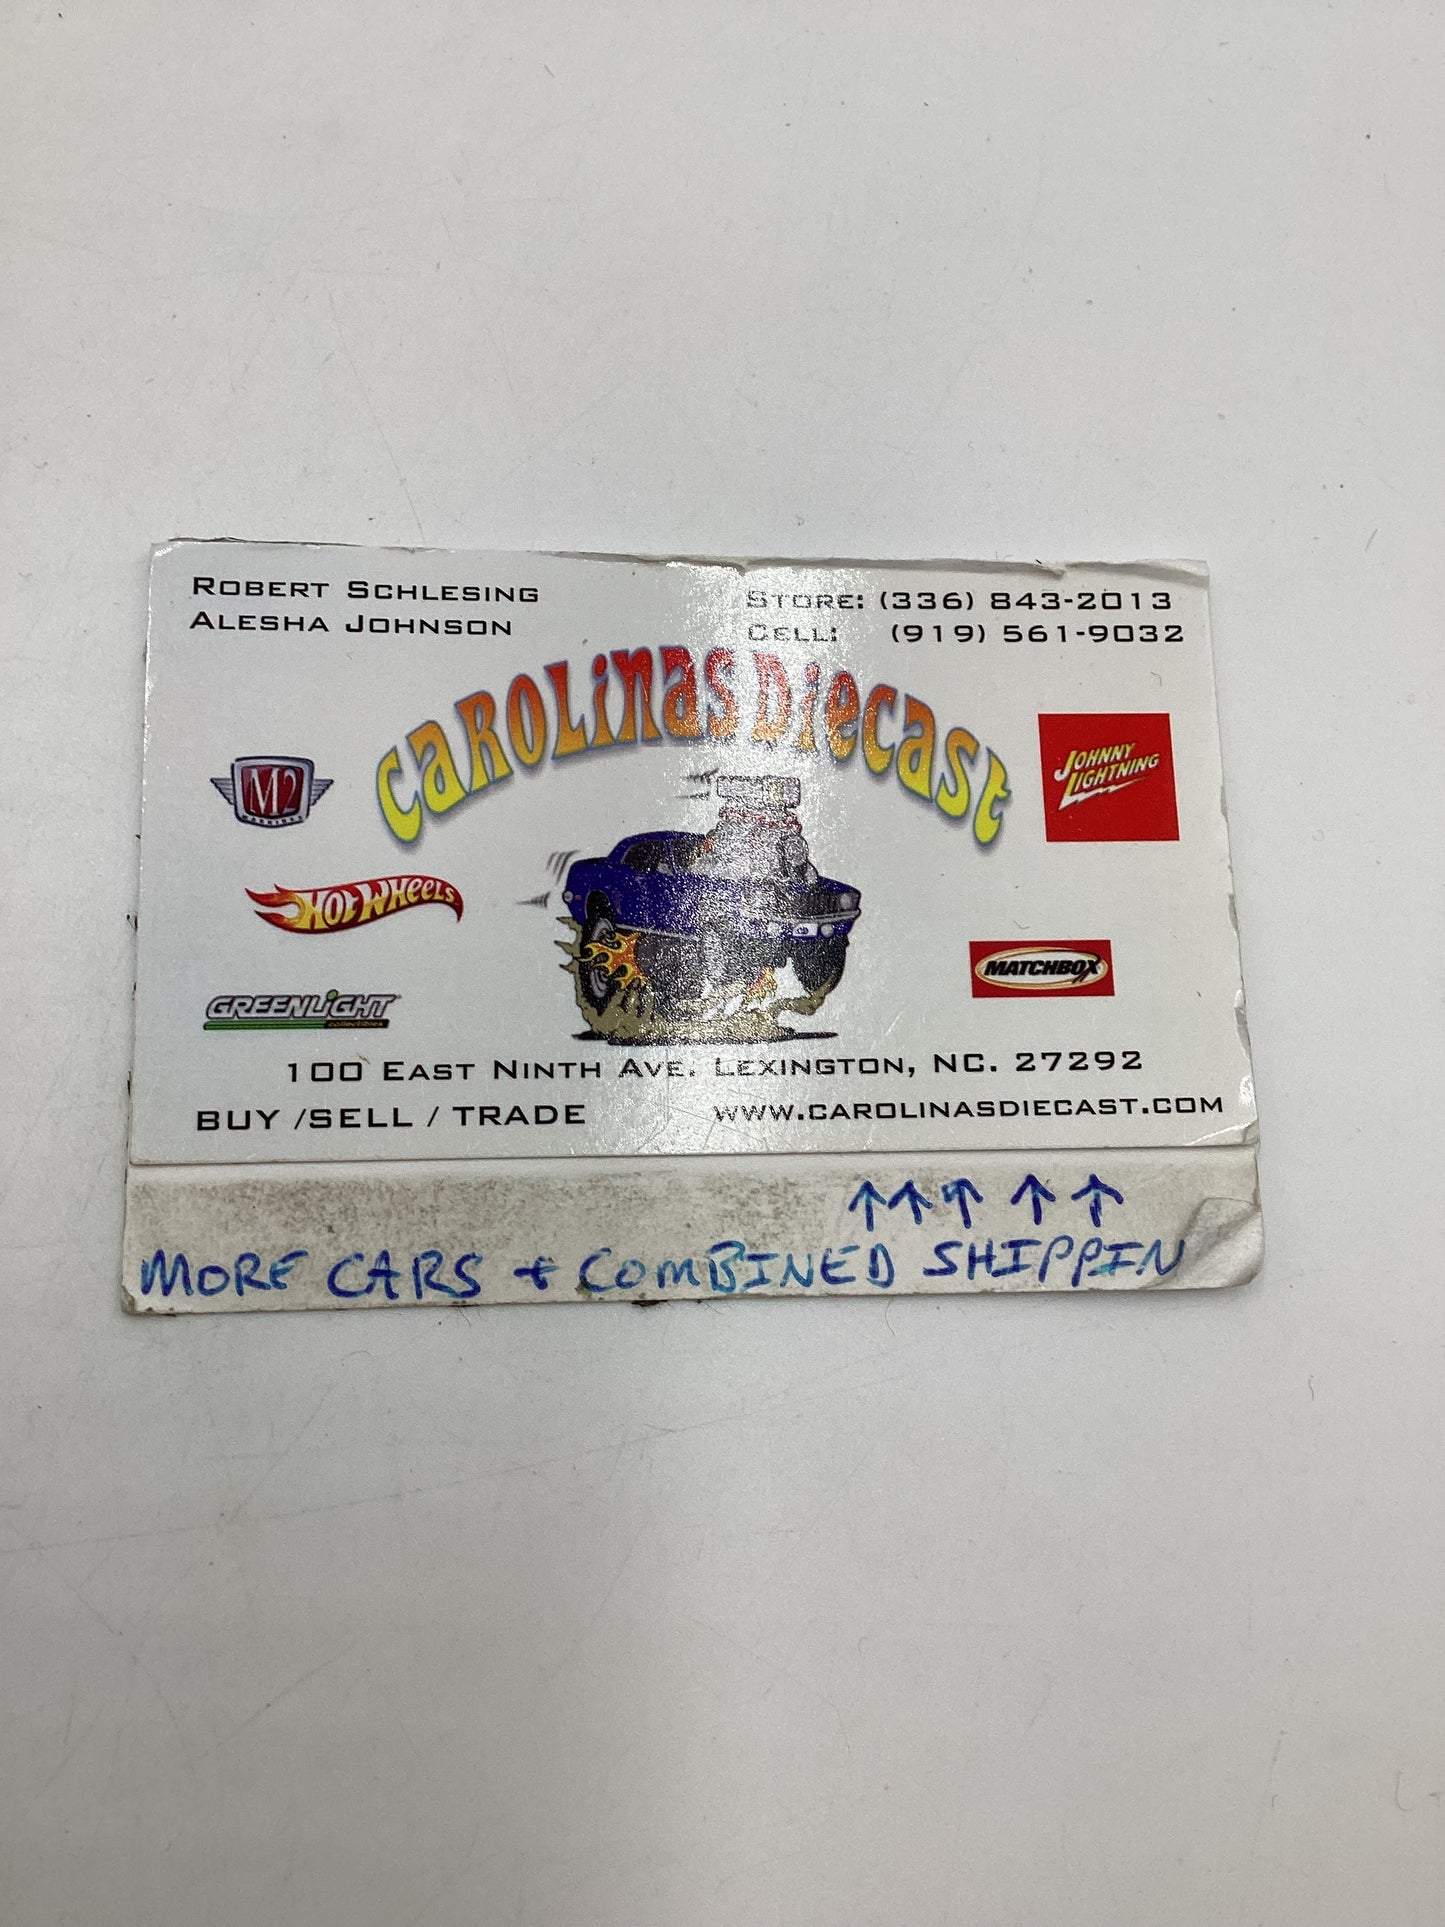 ROBERT SCHLESING
ALESHA JOHNSON
STORE: (336) 843-2013
CELL: (919) 561-9032
CAROLINAS DIECAST
M2
MACHINES
JOHNNY
LIGHTNING
HOT WHEELS
MATCHBOX
GREENLIGHT
collectibles
100 EAST NINTH AVE. LEXINGTON, NC. 27292
BUY /SELL / TRADE
WWW.CAROLINASDIECAST.COM
↑ ↑ ↑ ↑ ↑
MORE CARS + COMBINED SHIPPIN